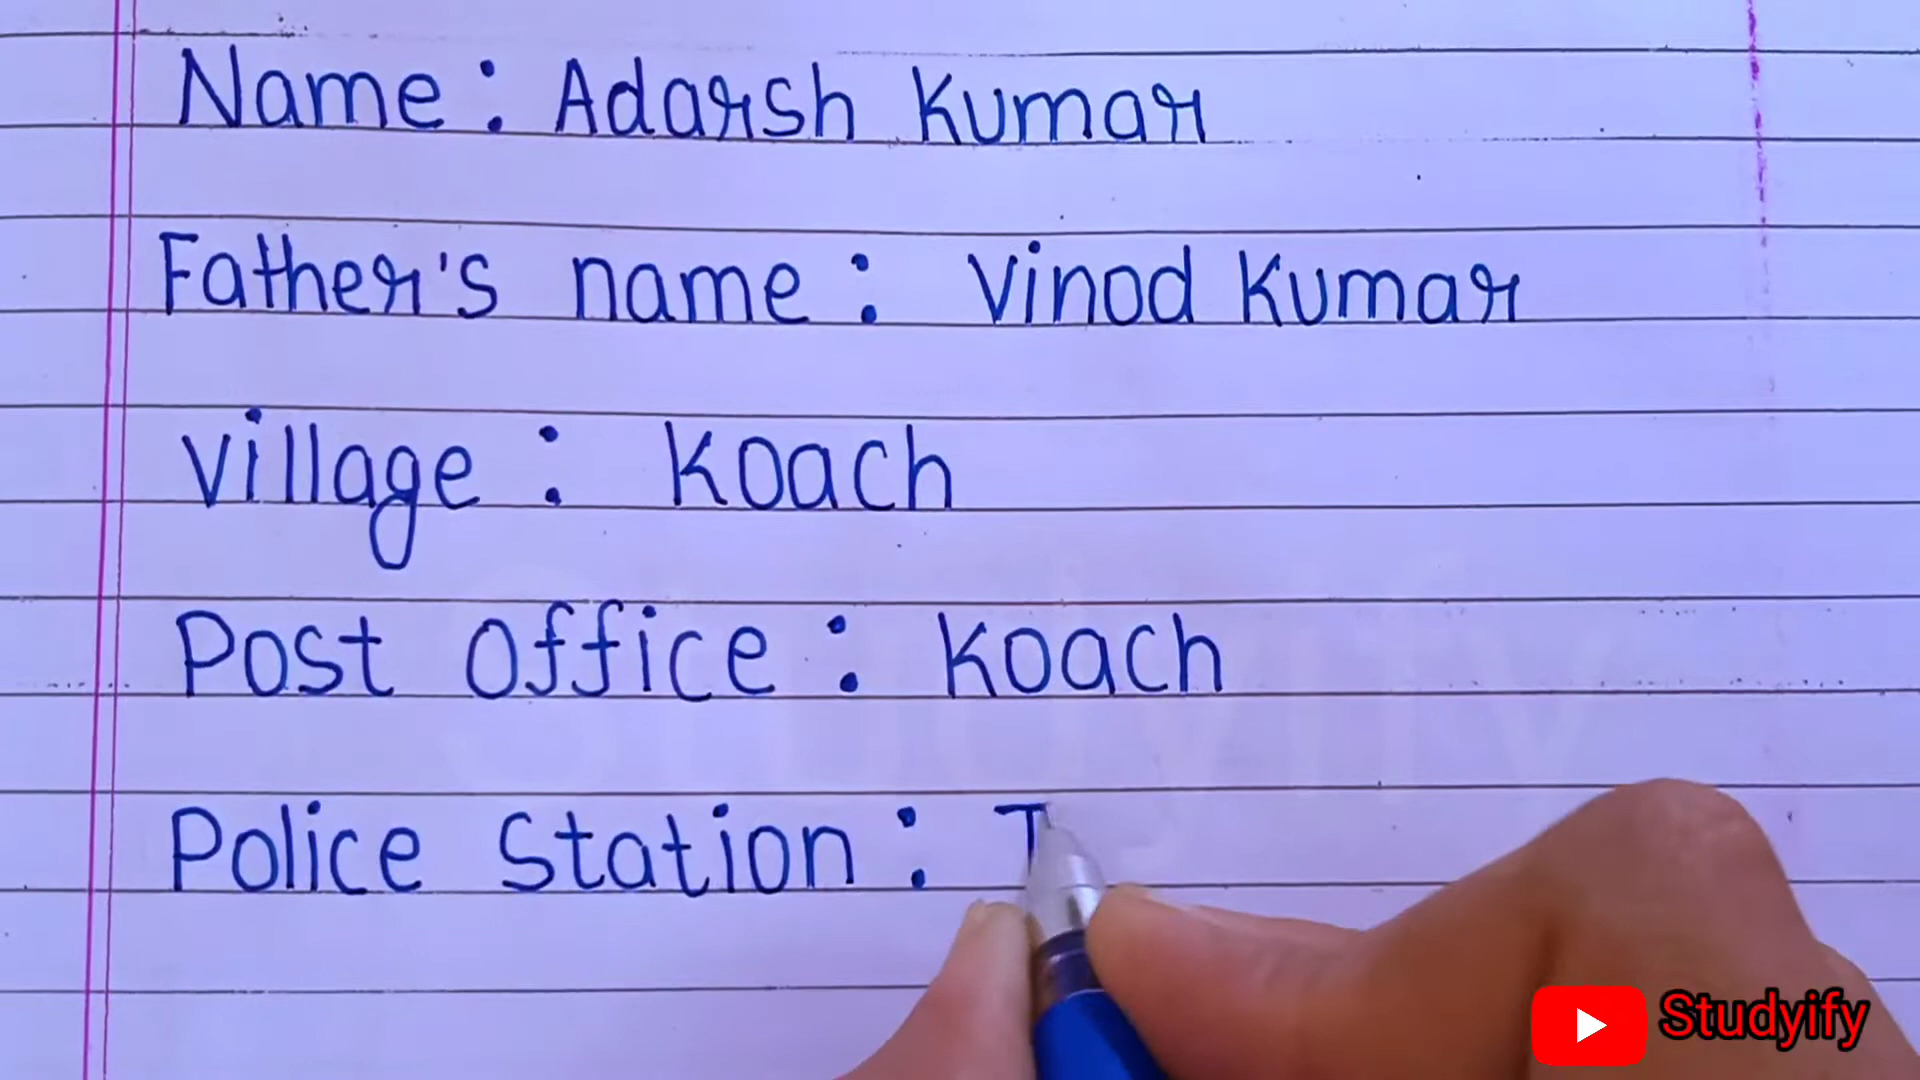 Name: Adarsh Kumar
Father's name: Vinod Kumar
Village: Koach
Post Office: Koach
Police Station: T
Studyify